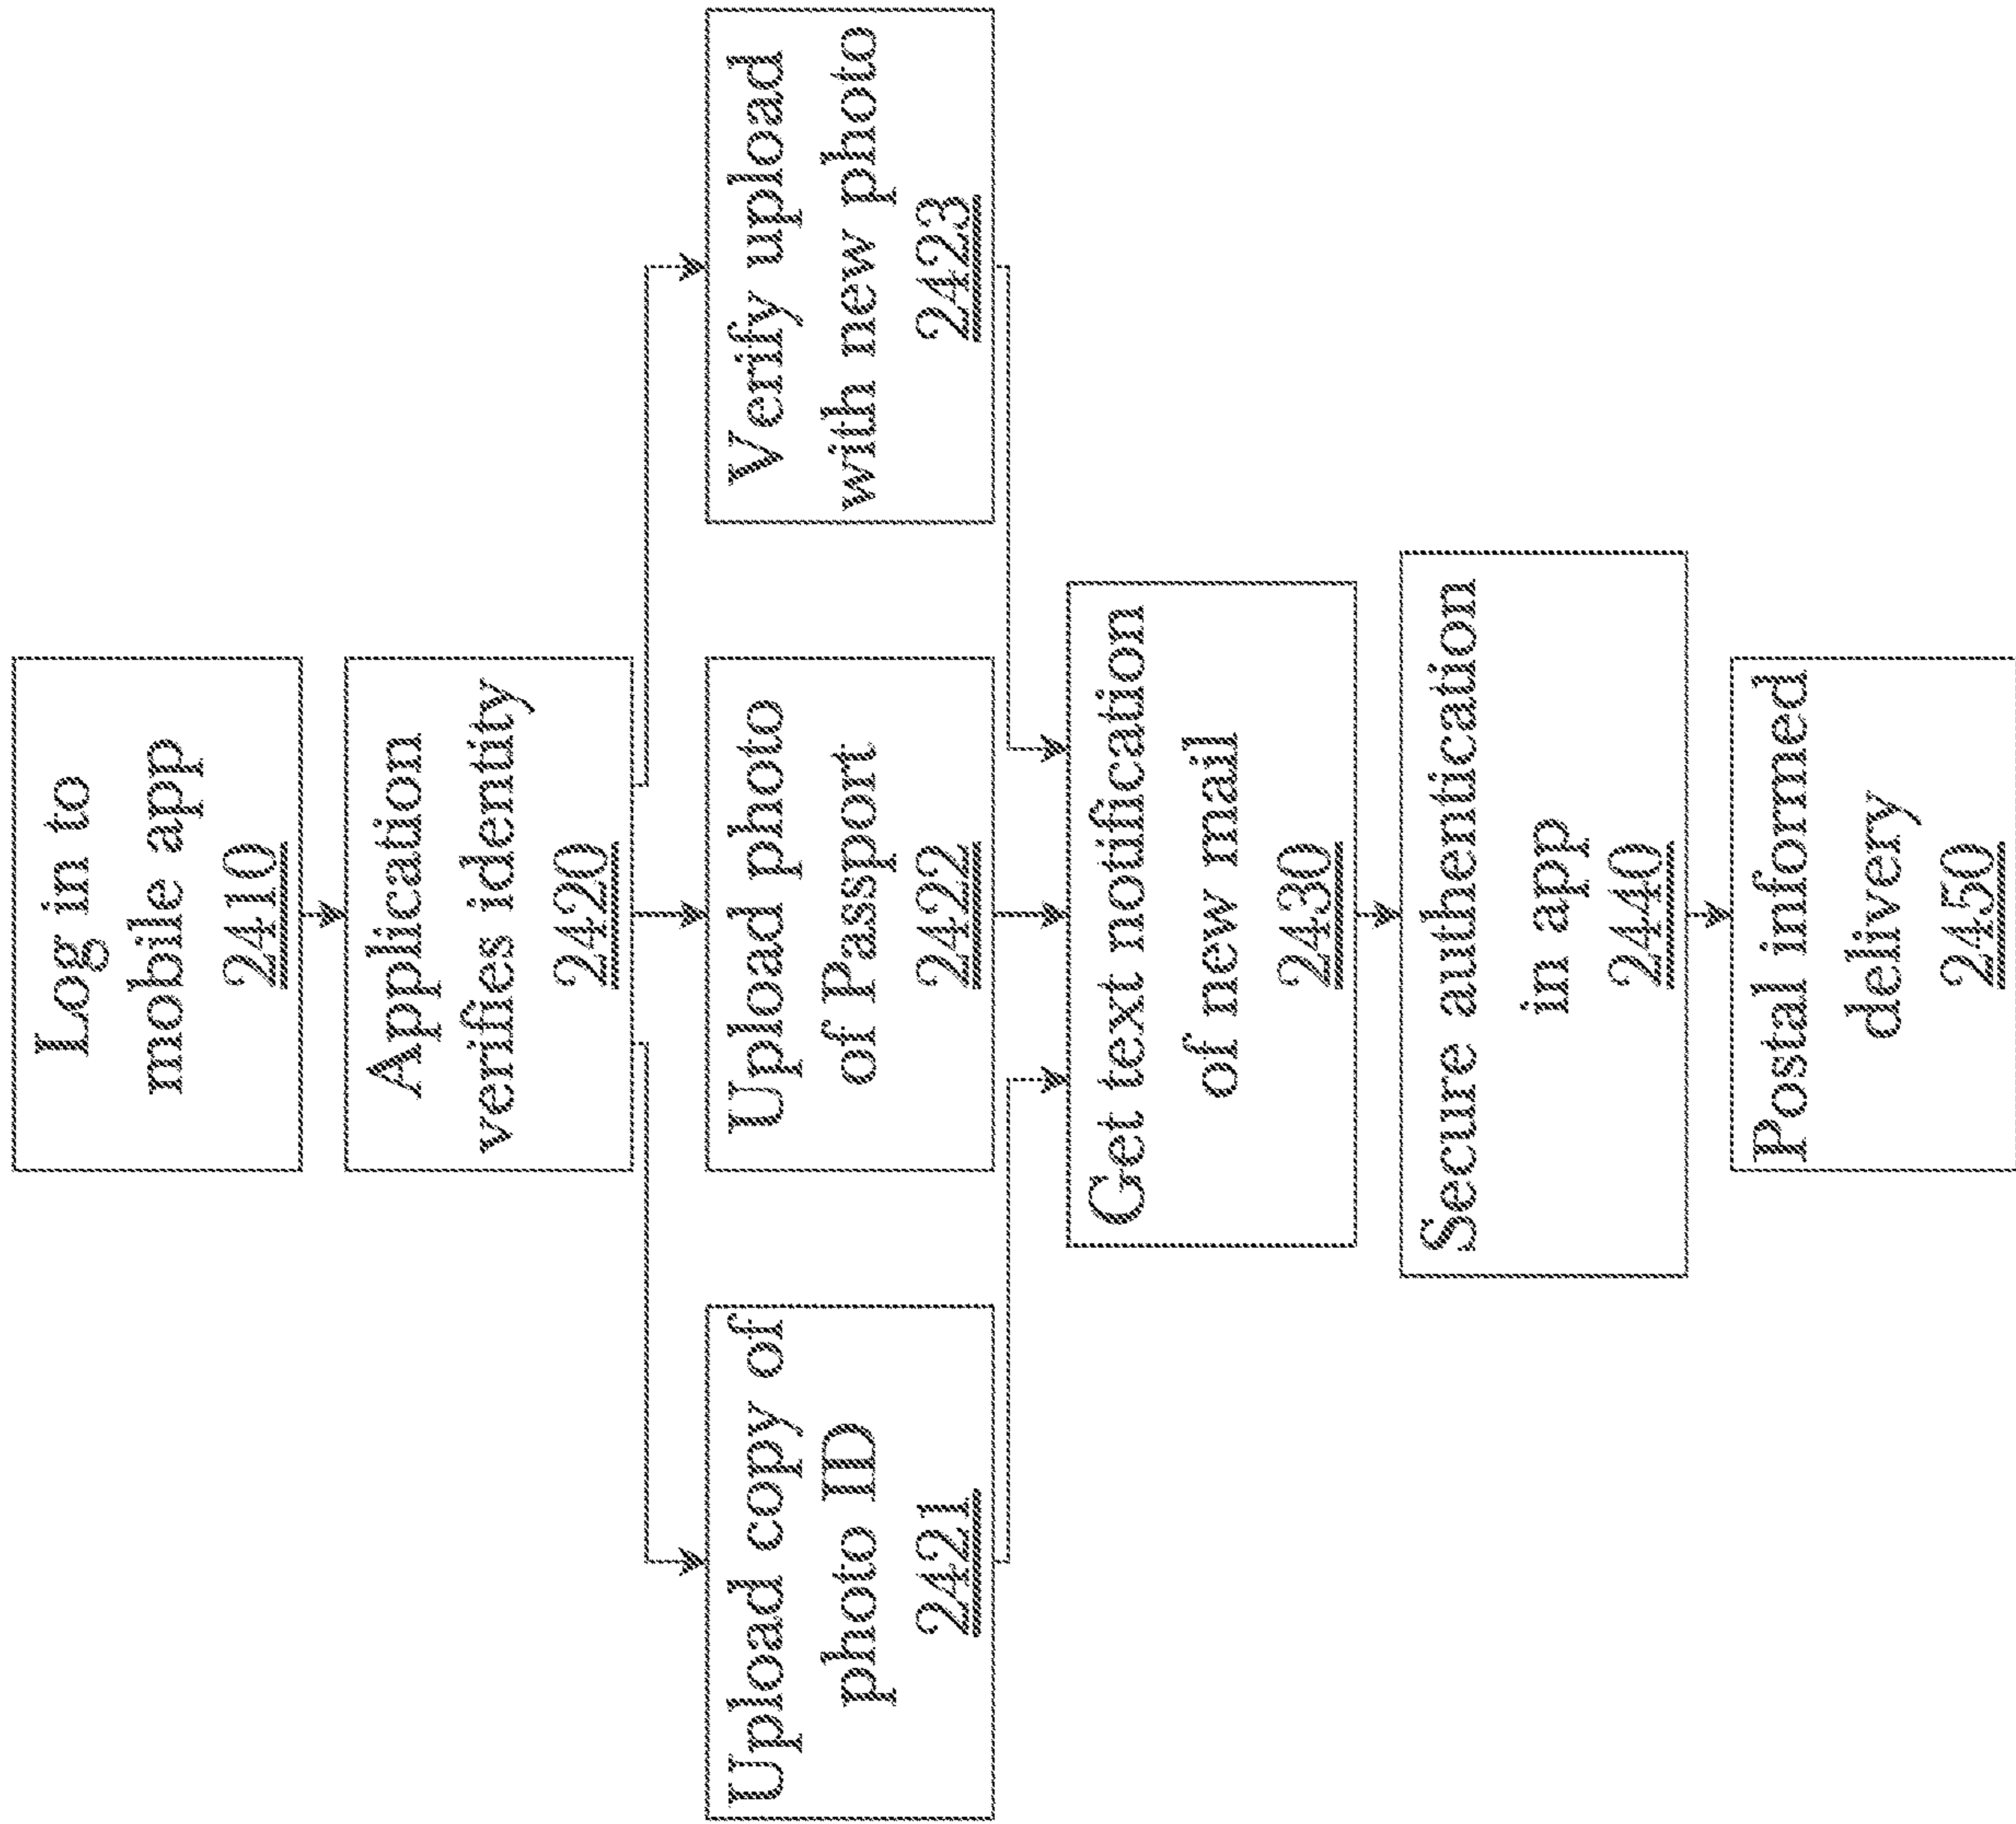 Log in to
mobile app
2410
Application
verifies identity
2420
Upload copy of
photo ID
2421
Upload photo
of Passport
2422
Verify upload
with new photo
2423
Get text notification
of new mail
2430
Secure authentication
in app
2440
Postal informed
delivery
2450